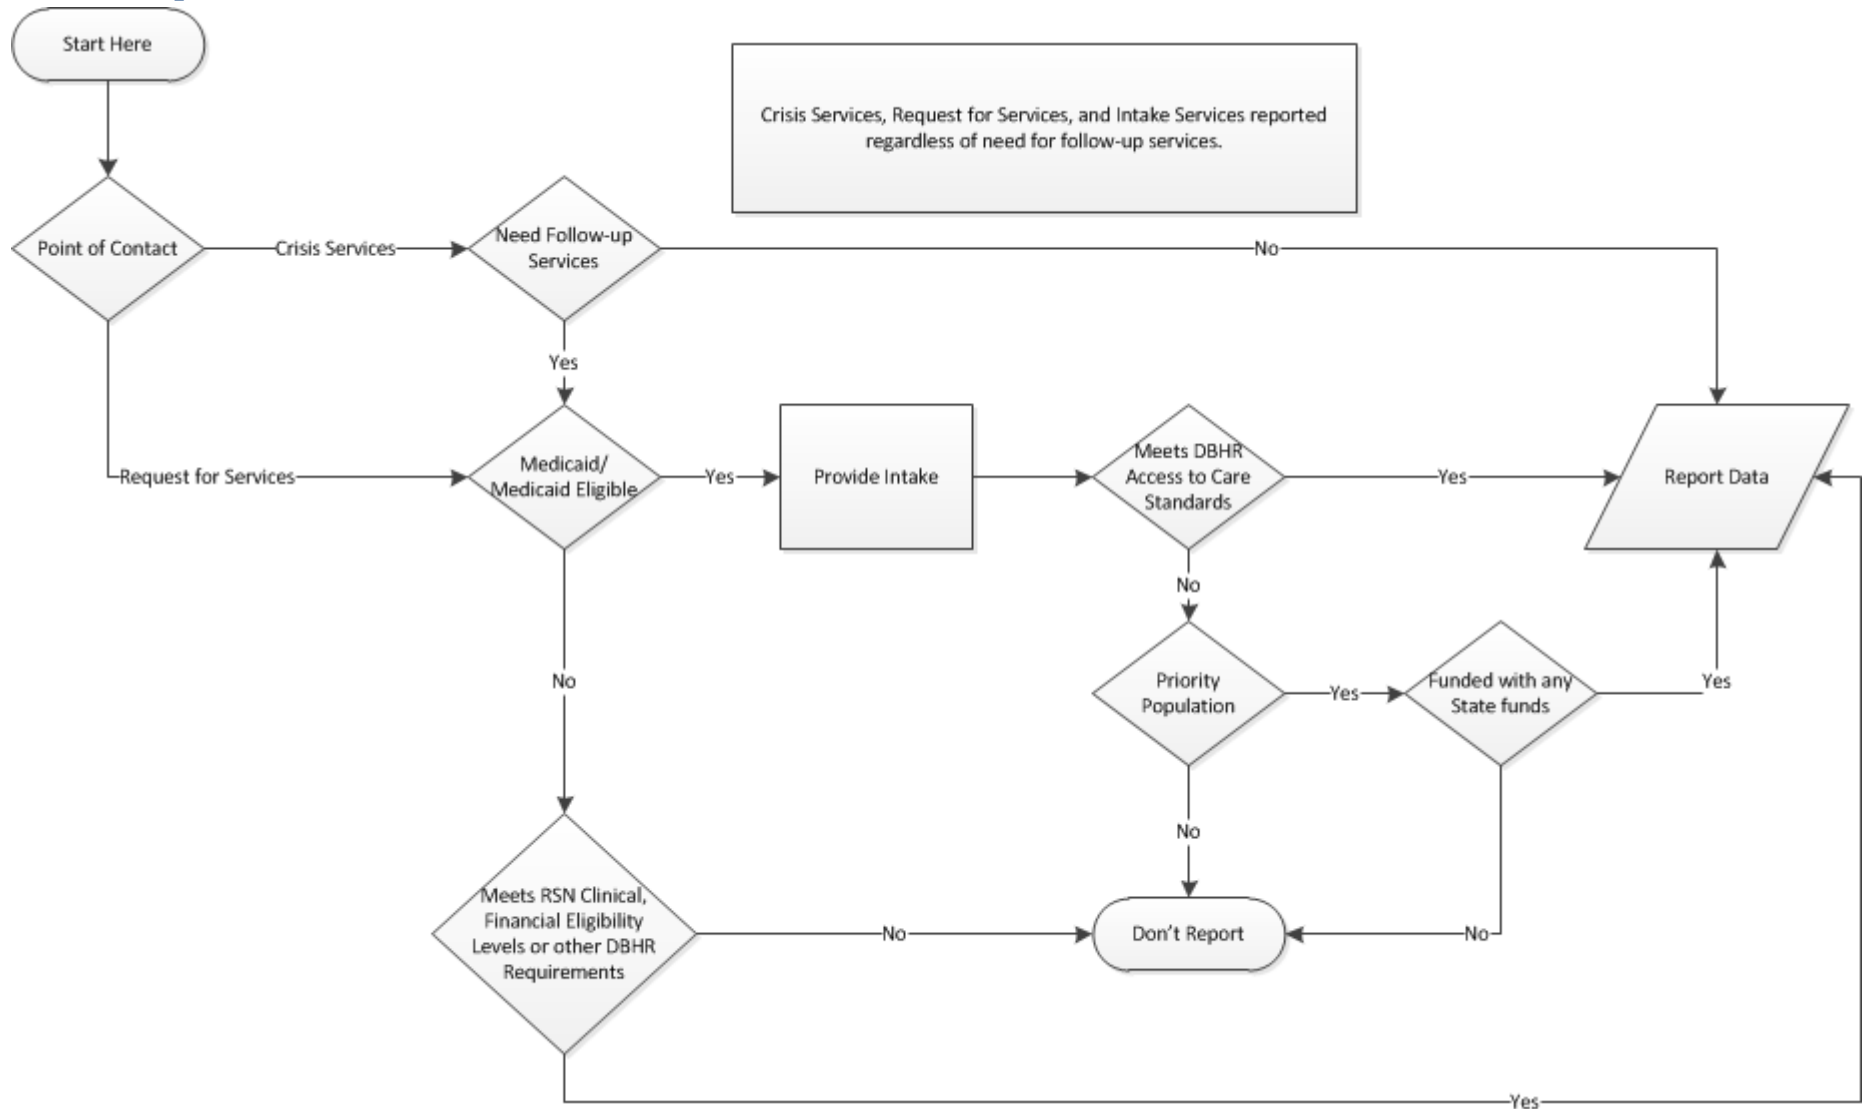 Start Here
Crisis Services, Request for Services, and Intake Services reported
regardless of need for follow-up services.
Point of Contact
Crisis Services
Need Follow-up
Services
No
Yes
Request for Services
Medicaid/
Medicaid Eligible
Yes
Provide Intake
Meets DBHR
Access to Care
Standards
Yes
Report Data
No
No
Priority
Population
Yes
Funded with any
State funds
Yes
No
Meets RSN Clinical,
Financial Eligibility
Levels or other DBHR
Requirements
No
Don't Report
No
Yes